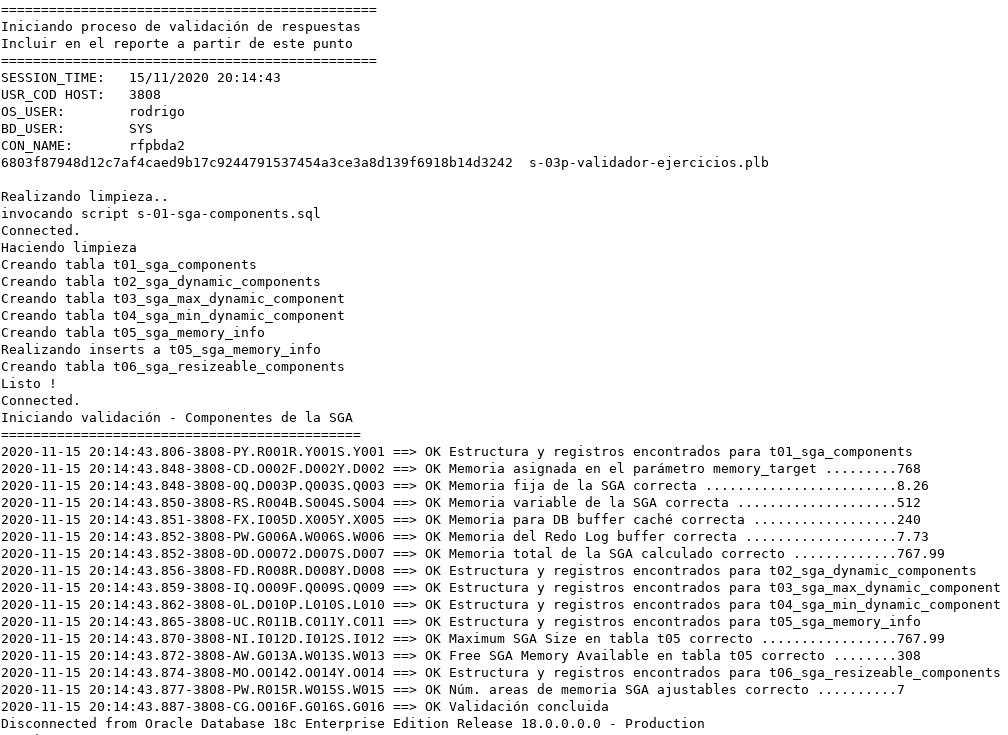 ===============================================
Iniciando proceso de validación de respuestas
Incluir en el reporte a partir de este punto
===============================================
SESSION_TIME:   15/11/2020 20:14:43
USR_COD HOST:   3808
OS_USER:        rodrigo
BD_USER:        SYS
CON_NAME:       rfpbda2
6803f87948d12c7af4caed9b17c9244791537454a3ce3a8d139f6918b14d3242  s-03p-validador-ejercicios.plb
Realizando limpieza..
invocando script s-01-sga-components.sql
Connected.
Haciendo limpieza
Creando tabla t01_sga_components
Creando tabla t02_sga_dynamic_components
Creando tabla t03_sga_max_dynamic_component
Creando tabla t04_sga_min_dynamic_component
Creando tabla t05_sga_memory_info
Realizando inserts a t05_sga_memory_info
Creando tabla t06_sga_resizeable_components
Listo !
Connected.
Iniciando validación - Componentes de la SGA
=============================================
2020-11-15 20:14:43.806-3808-PY.R001R.Y001S.Y001 ==> OK Estructura y registros encontrados para t01_sga_components
2020-11-15 20:14:43.848-3808-CD.O002F.D002Y.D002 ==> OK Memoria asignada en el parámetro memory_target .........768
2020-11-15 20:14:43.848-3808-0Q.D003P.Q003S.Q003 ==> OK Memoria fija de la SGA correcta ........................8.26
2020-11-15 20:14:43.850-3808-RS.R004B.S004S.S004 ==> OK Memoria variable de la SGA correcta ....................512
2020-11-15 20:14:43.851-3808-FX.I005D.X005Y.X005 ==> OK Memoria para DB buffer caché correcta ..................240
2020-11-15 20:14:43.852-3808-PW.G006A.W006S.W006 ==> OK Memoria del Redo Log buffer correcta ...................7.73
2020-11-15 20:14:43.852-3808-0D.O0072.D007S.D007 ==> OK Memoria total de la SGA calculado correcto .............767.99
2020-11-15 20:14:43.856-3808-FD.R008R.D008Y.D008 ==> OK Estructura y registros encontrados para t02_sga_dynamic_components
2020-11-15 20:14:43.859-3808-IQ.O009F.Q009S.Q009 ==> OK Estructura y registros encontrados para t03_sga_max_dynamic_component
2020-11-15 20:14:43.862-3808-0L.D010P.L010S.L010 ==> OK Estructura y registros encontrados para t04_sga_min_dynamic_component
2020-11-15 20:14:43.865-3808-UC.R011B.C011Y.C011 ==> OK Estructura y registros encontrados para t05_sga_memory_info
2020-11-15 20:14:43.870-3808-NI.I012D.I012S.I012 ==> OK Maximum SGA Size en tabla t05 correcto .................767.99
2020-11-15 20:14:43.872-3808-AW.G013A.W013S.W013 ==> OK Free SGA Memory Available en tabla t05 correcto ........308
2020-11-15 20:14:43.874-3808-MO.O0142.O014Y.O014 ==> OK Estructura y registros encontrados para t06_sga_resizeable_components
2020-11-15 20:14:43.877-3808-PW.R015R.W015S.W015 ==> OK Núm. areas de memoria SGA ajustables correcto ..........7
2020-11-15 20:14:43.887-3808-CG.O016F.G016S.G016 ==> OK Validación concluida
Disconnected from Oracle Database 18c Enterprise Edition Release 18.0.0.0.0 - Production